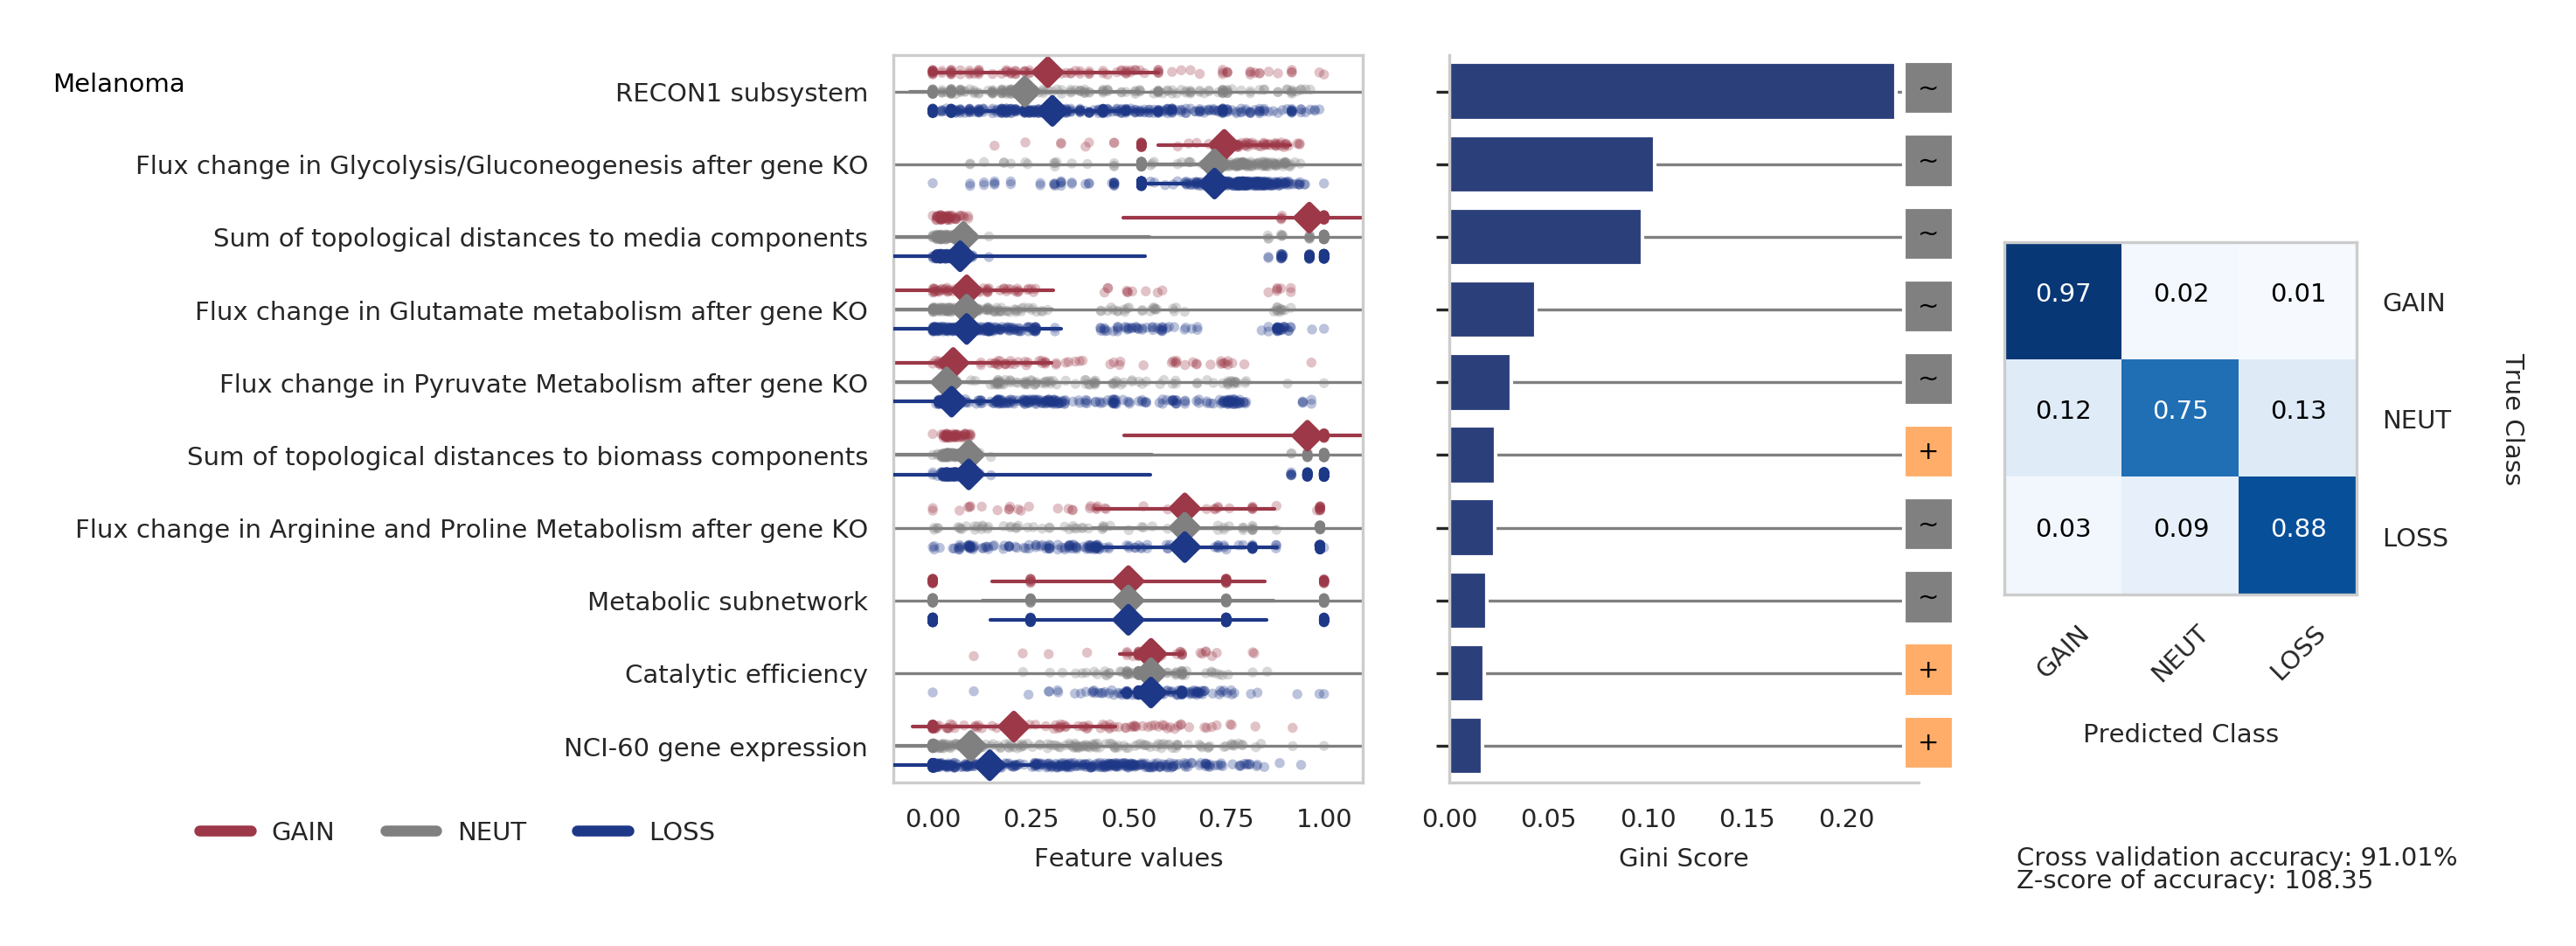 Melanoma
RECON1 subsystem
Flux change in Glycolysis/Gluconeogenesis after gene KO
Sum of topological distances to media components
Flux change in Glutamate metabolism after gene KO
Flux change in Pyruvate Metabolism after gene KO
Sum of topological distances to biomass components
Flux change in Arginine and Proline Metabolism after gene KO
Metabolic subnetwork
Catalytic efficiency
NCI-60 gene expression
GAIN NEUT LOSS
0.00 0.25 0.50 0.75 1.00
Feature values
~
~
~
~
~
+
~
~
+
+
0.00 0.05 0.10 0.15 0.20
Gini Score
0.97 0.02 0.01 GAIN
0.12 0.75 0.13 NEUT
0.03 0.09 0.88 LOSS
True Class
GAIN NEUT LOSS
Predicted Class
Cross validation accuracy: 91.01%
Z-score of accuracy: 108.35